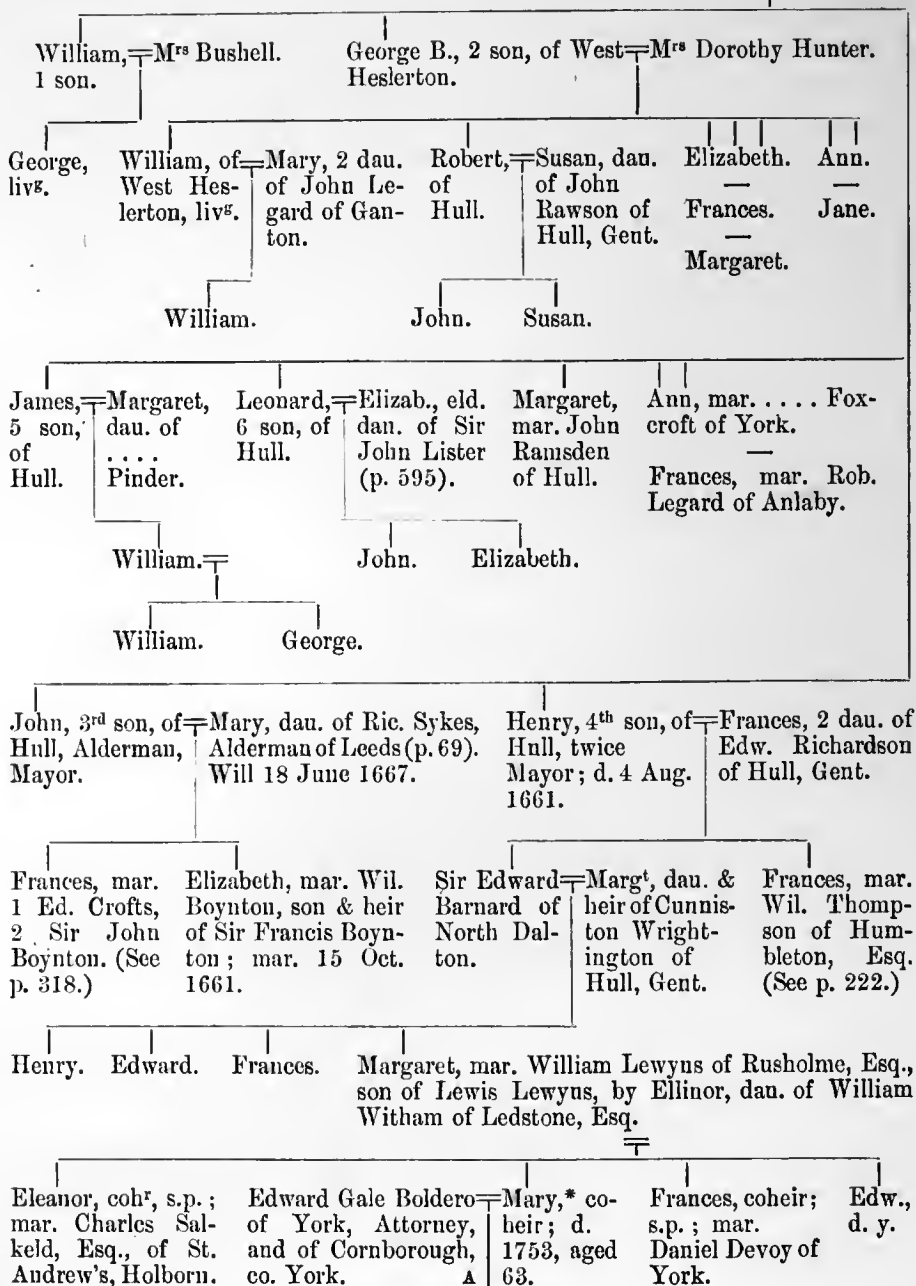 William, Mrs Bushell.
1 son.
George B., 2 son, of West Mrs Dorothy Hunter.
Heslerton.
George,
livg.
William, of
West Hes-
lerton, livg.
Mary, 2 dau.
of John Le-
gard of Gan-
ton.
Robert,
of
Hull.
Susan, dau.
of John
Rawson of
Hull, Gent.
Elizabeth.
—
Frances.
—
Margaret.
Ann.
—
Jane.
William.
John.
Susan.
James,
5 son,
of
Hull.
Margaret,
dau. of
. . . .
Pinder.
Leonard,
6 son, of
Hull.
Elizab., eld.
dau. of Sir
John Lister
(p. 595).
Margaret,
mar. John
Ramsden
of Hull.
Ann, mar. . . . . . Fox-
croft of York.
—
Frances, mar. Rob.
Legard of Anlaby.
William.
John.
Elizabeth.
William.
George.
John, 3rd son, of
Hull, Alderman,
Mayor.
Mary, dau. of Ric. Sykes,
Alderman of Leeds (p. 69).
Will 18 June 1667.
Henry, 4th son, of
Hull, twice
Mayor; d. 4 Aug.
1661.
Frances, 2 dau. of
Edw. Richardson
of Hull, Gent.
Frances, mar.
1 Ed. Crofts,
2 Sir John
Boynton. (See
p. 318.)
Elizabeth, mar. Wil.
Boynton, son & heir
of Sir Francis Boyn-
ton; mar. 15 Oct.
1661.
Sir Edward
Barnard of
North Dal-
ton.
Margt, dau. &
heir of Cunnis-
ton Wright-
ington of
Hull, Gent.
Frances, mar.
Wil. Thomp-
son of Hum-
bleton, Esq.
(See p. 222.)
Henry.
Edward.
Frances.
Margaret, mar. William Lewyns of Rusholme, Esq.,
son of Lewis Lewyns, by Ellinor, dau. of William
Witham of Ledstone, Esq.
Eleanor, cohr, s.p.;
mar. Charles Sal-
keld, Esq., of St.
Andrew's, Holborn.
Edward Gale Boldero
of York, Attorney,
and of Cornborough,
co. York.
A
Mary,* co-
heir; d.
1753, aged
63.
Frances, coheir;
s.p.; mar.
Daniel Devoy of
York.
Edw.,
d. y.